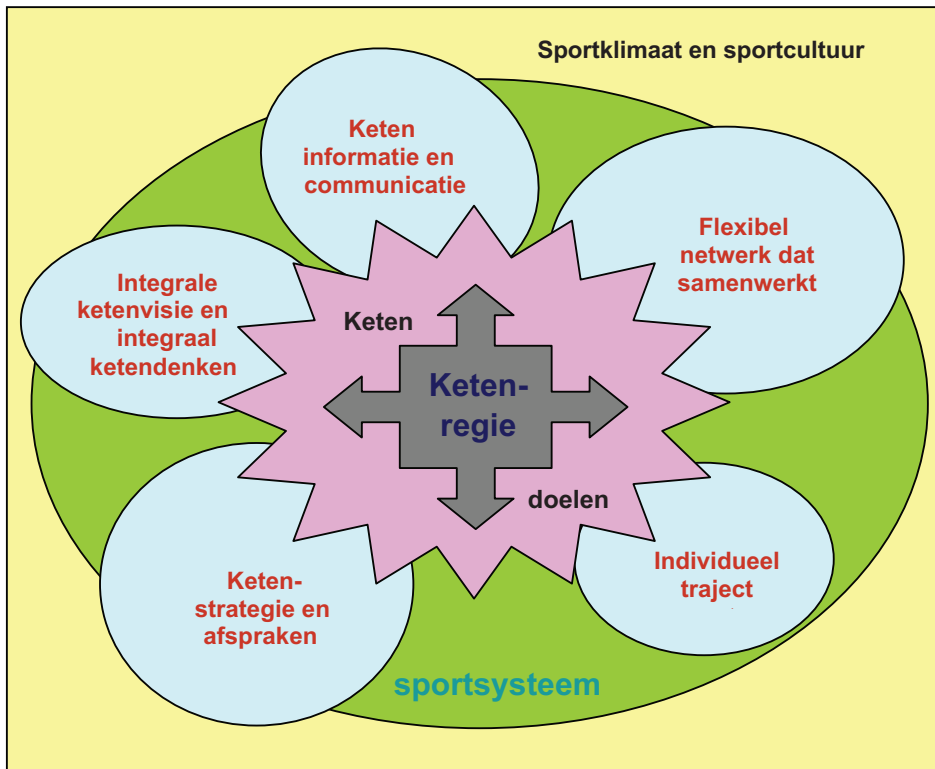 Sportklimaat en sportcultuur
Keten
informatie en
communicatie
Flexibel
netwerk dat
samenwerkt
Integrale
ketenvisie en
integraal
ketendenken
Keten
Keten-
regie
doelen
Individueel
traject
Keten-
strategie en
afspraken
sportsysteem